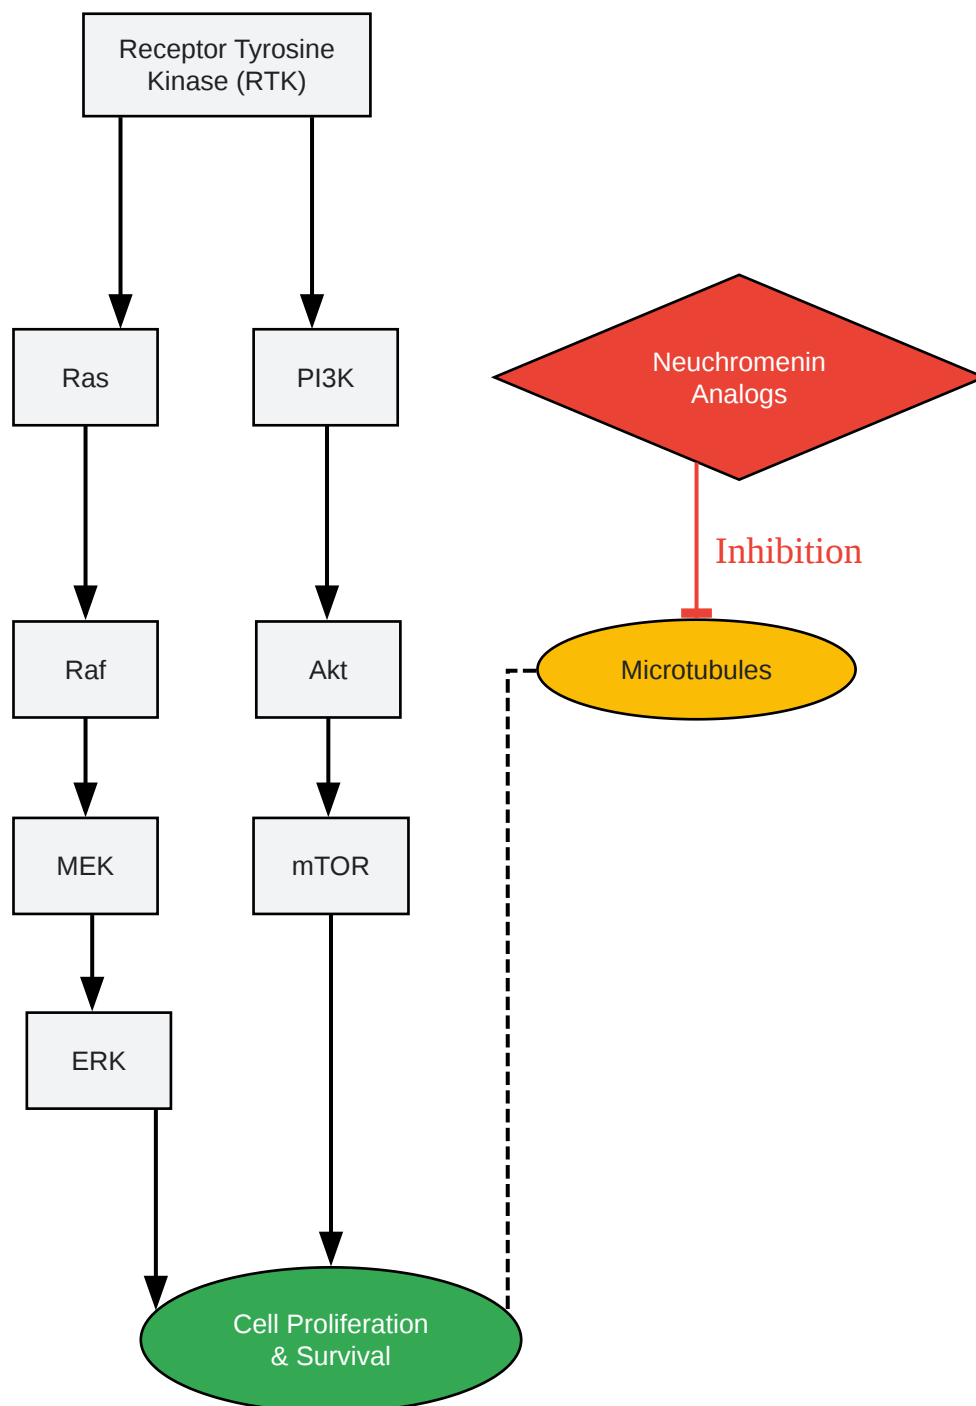 Receptor Tyrosine
Kinase (RTK)
Ras
PI3K
Neuchromenin
Analogs
Inhibition
Raf
Akt
Microtubules
MEK
mTOR
ERK
Cell Proliferation
& Survival